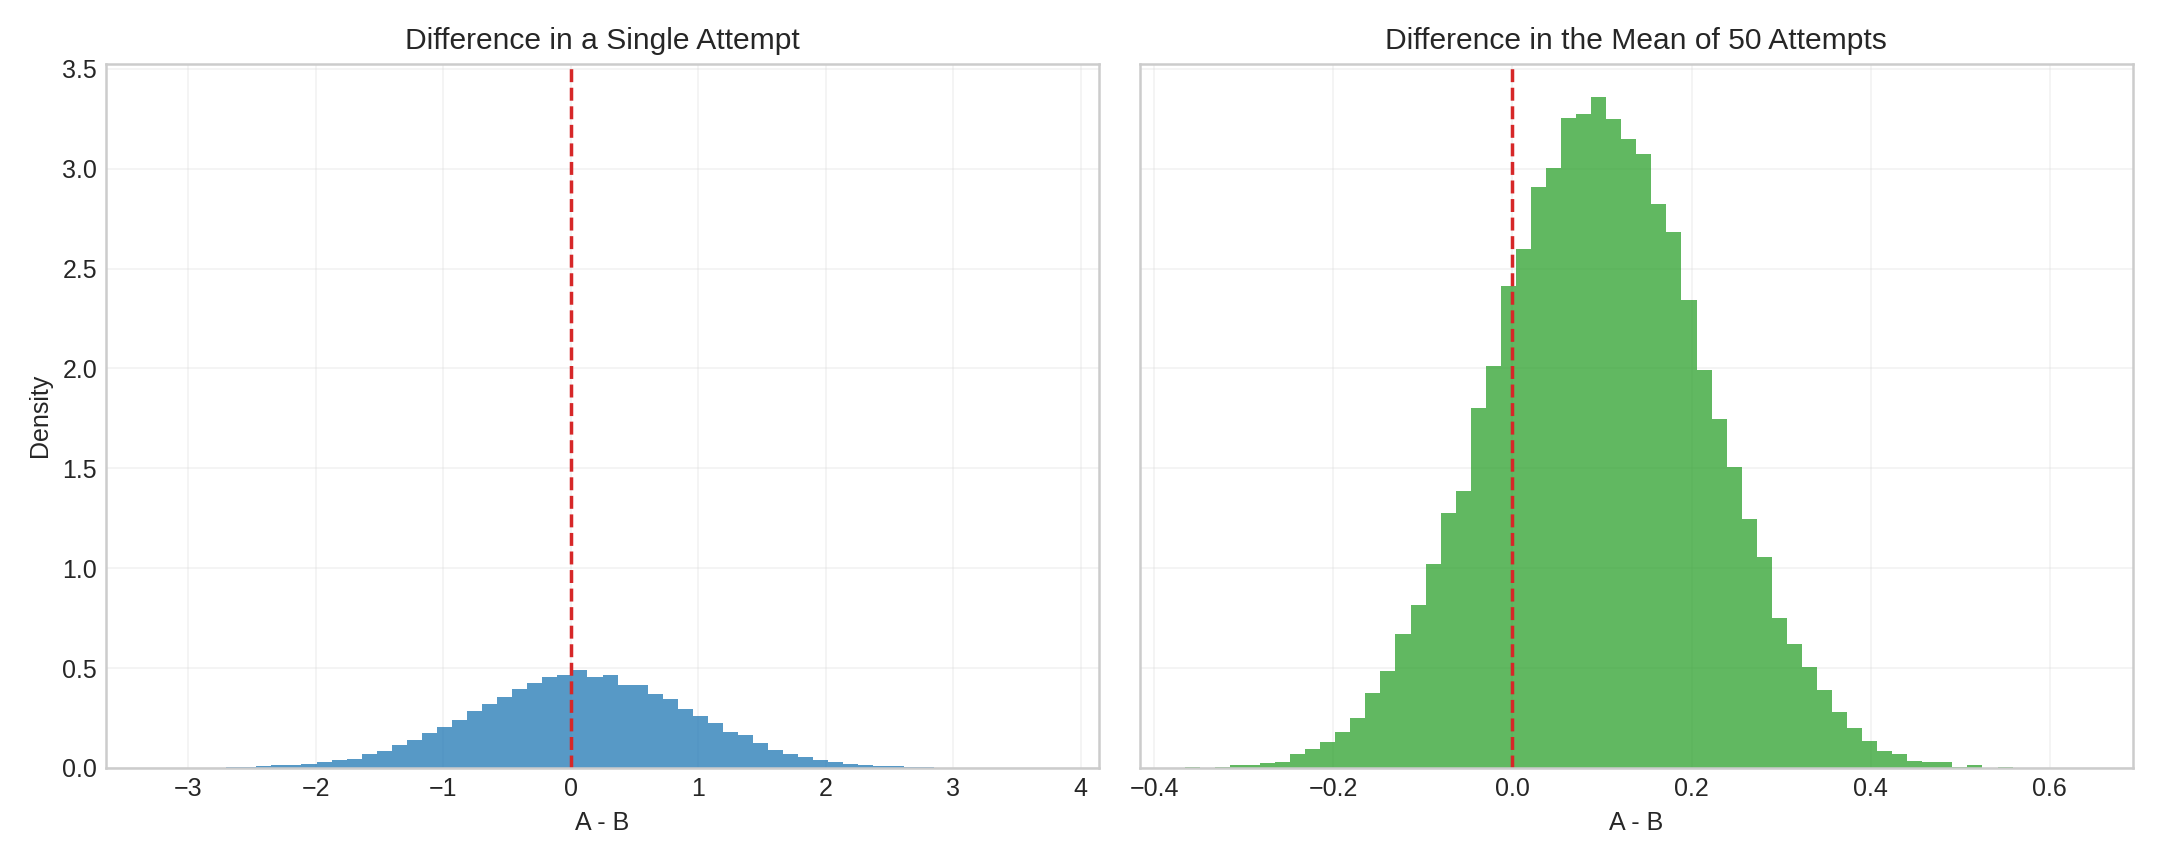 Difference in a Single Attempt
Difference in the Mean of 50 Attempts
3.5
3.0
2.5
2.0
1.5
1.0
0.5
0.0
Density
−3 −2 −1 0 1 2 3 4
−0.4 −0.2 0.0 0.2 0.4 0.6
A - B
A - B